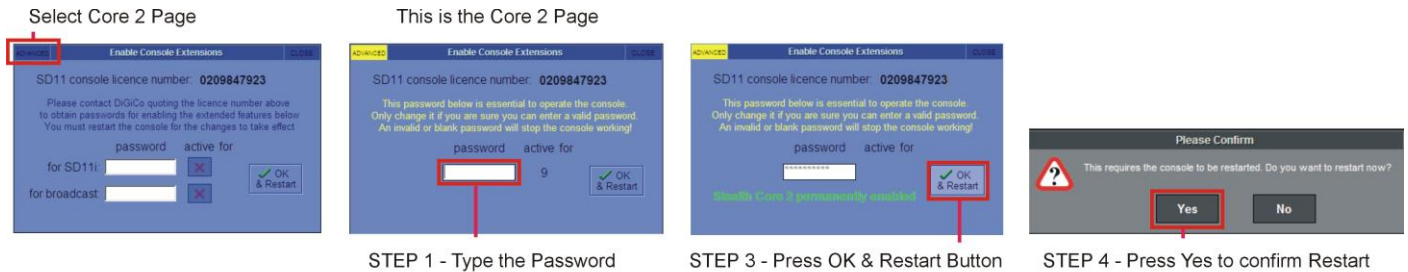 Select Core 2 Page
This is the Core 2 Page
ADVANCED Enable Console Extensions CLOSE
SD11 console licence number: 0209847923
Please contact DiGiCo quoting the licence number above
to obtain passwords for enabling the extended features below
You must restart the console for the changes to take effect
password active for
for SD11i:
for broadcast:
OK
& Restart
ADVANCED Enable Console Extensions CLOSE
SD11 console licence number: 0209847923
This password below is essential to operate the console.
Only change it if you are sure you can enter a valid password.
An invalid or blank password will stop the console working!
password active for
9
OK
& Restart
STEP 1 - Type the Password
ADVANCED Enable Console Extensions CLOSE
SD11 console licence number: 0209847923
This password below is essential to operate the console.
Only change it if you are sure you can enter a valid password.
An invalid or blank password will stop the console working!
password active for
**********
OK
& Restart
Stealth Core 2 permanently enabled
STEP 3 - Press OK & Restart Button
Please Confirm
This requires the console to be restarted. Do you want to restart now?
Yes No
STEP 4 - Press Yes to confirm Restart